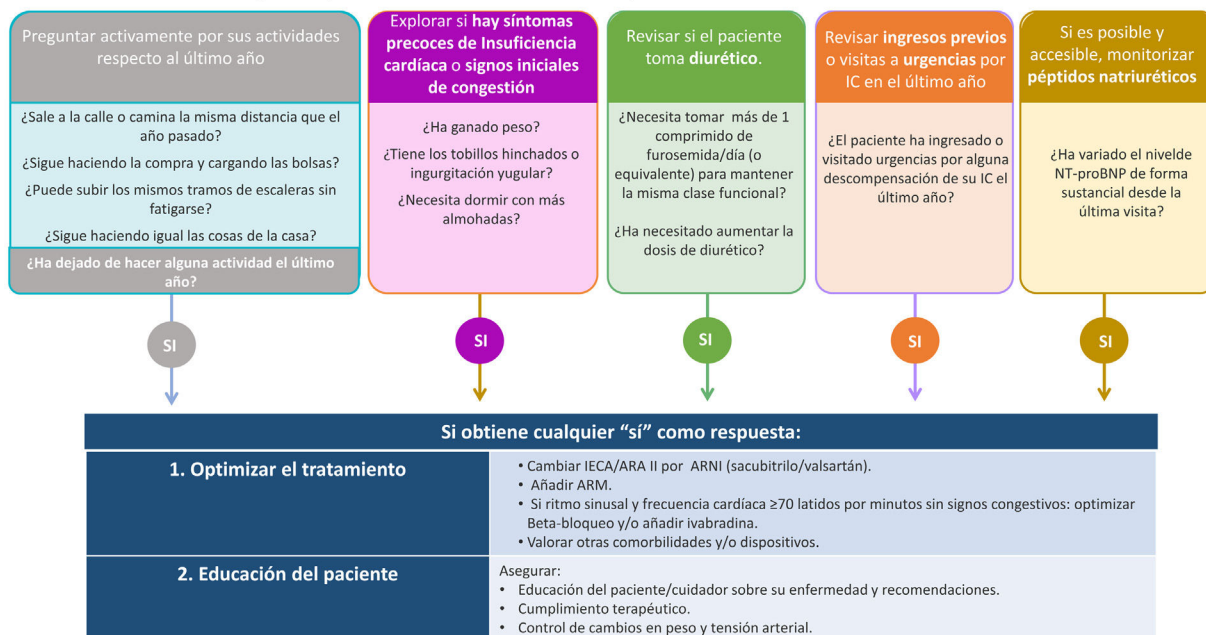 Preguntar activamente por sus actividades
respecto al último año
¿Sale a la calle o camina la misma distancia que el
año pasado?
¿Sigue haciendo la compra y cargando las bolsas?
¿Puede subir los mismos tramos de escaleras sin
fatigarse?
¿Sigue haciendo igual las cosas de la casa?
¿Ha dejado de hacer alguna actividad el último
año?
SI
Explorar si hay síntomas
precoces de Insuficiencia
cardíaca o signos iniciales
de congestión
¿Ha ganado peso?
¿Tiene los tobillos hinchados o
ingurgitación yugular?
¿Necesita dormir con más
almohadas?
SI
Revisar si el paciente
toma diurético.
¿Necesita tomar más de 1
comprimido de
furosemida/día (o
equivalente) para mantener
la misma clase funcional?
¿Ha necesitado aumentar la
dosis de diurético?
SI
Revisar ingresos previos
o visitas a urgencias por
IC en el último año
¿El paciente ha ingresado o
visitado urgencias por alguna
descompensación de su IC el
último año?
SI
Si es posible y
accesible, monitorizar
péptidos natriuréticos
¿Ha variado el nivelde
NT-proBNP de forma
sustancial desde la
última visita?
SI
Si obtiene cualquier “sí” como respuesta:
1. Optimizar el tratamiento
• Cambiar IECA/ARA II por ARNI (sacubitrilo/valsartán).
• Añadir ARM.
• Si ritmo sinusal y frecuencia cardíaca ≥70 latidos por minutos sin signos congestivos: optimizar
Beta-bloqueo y/o añadir ivabradina.
• Valorar otras comorbilidades y/o dispositivos.
2. Educación del paciente
Asegurar:
• Educación del paciente/cuidador sobre su enfermedad y recomendaciones.
• Cumplimiento terapéutico.
• Control de cambios en peso y tensión arterial.